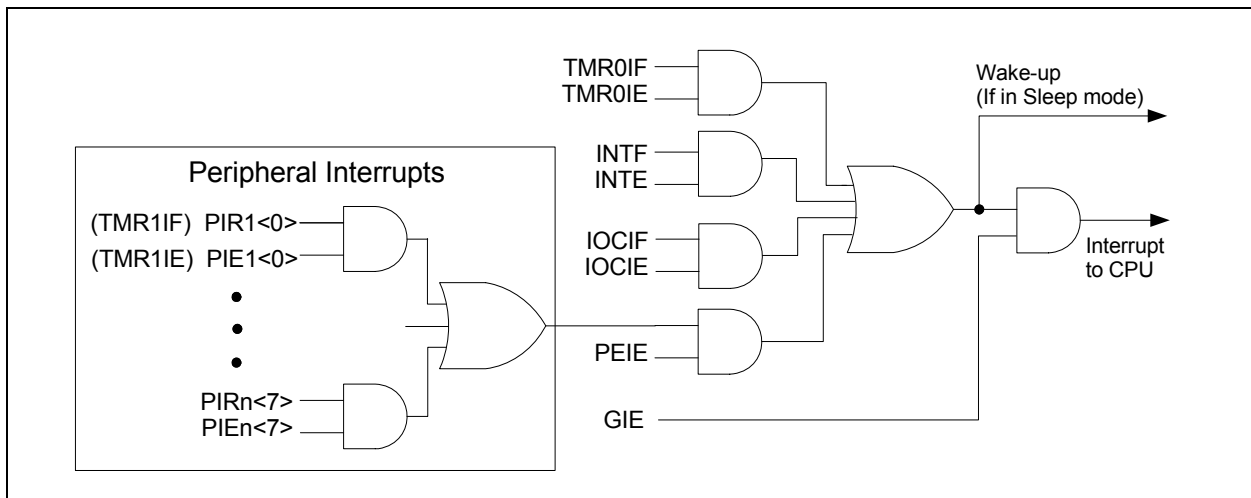 TMR0IF
TMR0IE
Wake-up
(If in Sleep mode)
INTF
INTE
Peripheral Interrupts
(TMR1IF) PIR1<0>
(TMR1IE) PIE1<0>
IOCIF
IOCIE
Interrupt
to CPU
PEIE
PIRn<7>
PIEn<7>
GIE